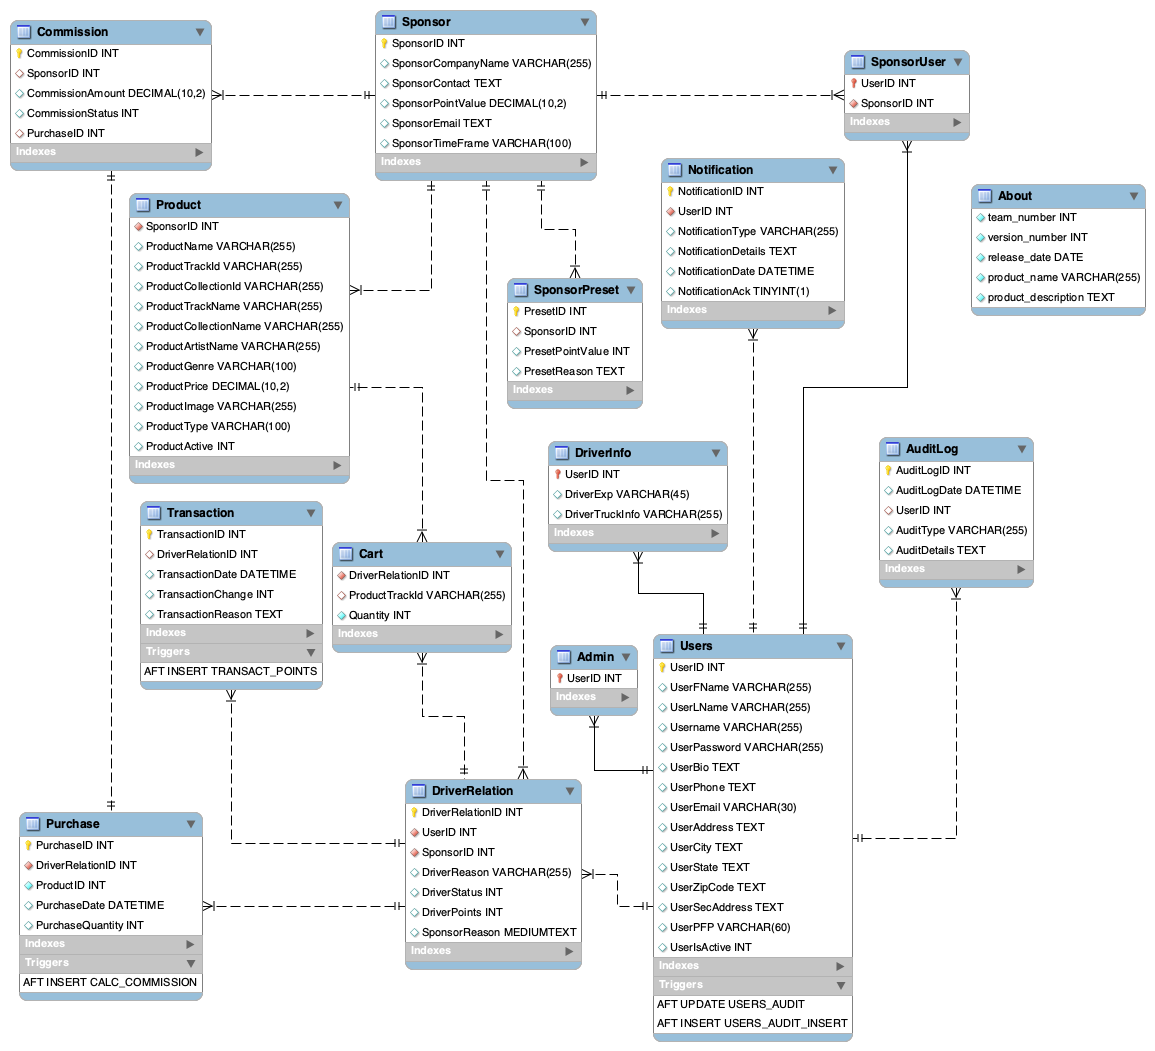 Commission
CommissionID INT
SponsorID INT
CommissionAmount DECIMAL(10,2)
CommissionStatus INT
PurchaseID INT
Indexes
Sponsor
SponsorID INT
SponsorCompanyName VARCHAR(255)
SponsorContact TEXT
SponsorPointValue DECIMAL(10,2)
SponsorEmail TEXT
SponsorTimeFrame VARCHAR(100)
Indexes
SponsorUser
UserID INT
SponsorID INT
Indexes
Product
SponsorID INT
ProductName VARCHAR(255)
ProductTrackId VARCHAR(255)
ProductCollectionId VARCHAR(255)
ProductTrackName VARCHAR(255)
ProductCollectionName VARCHAR(255)
ProductArtistName VARCHAR(255)
ProductGenre VARCHAR(100)
ProductPrice DECIMAL(10,2)
ProductImage VARCHAR(255)
ProductType VARCHAR(100)
ProductActive INT
Indexes
Notification
NotificationID INT
UserID INT
NotificationType VARCHAR(255)
NotificationDetails TEXT
NotificationDate DATETIME
NotificationAck TINYINT(1)
Indexes
About
team_number INT
version_number INT
release_date DATE
product_name VARCHAR(255)
product_description TEXT
SponsorPreset
PresetID INT
SponsorID INT
PresetPointValue INT
PresetReason TEXT
Indexes
DriverInfo
UserID INT
DriverExp VARCHAR(45)
DriverTruckInfo VARCHAR(255)
Indexes
AuditLog
AuditLogID INT
AuditLogDate DATETIME
UserID INT
AuditType VARCHAR(255)
AuditDetails TEXT
Indexes
Transaction
TransactionID INT
DriverRelationID INT
TransactionDate DATETIME
TransactionChange INT
TransactionReason TEXT
Indexes
Triggers
AFT INSERT TRANSACT_POINTS
Cart
DriverRelationID INT
ProductTrackId VARCHAR(255)
Quantity INT
Indexes
Admin
UserID INT
Indexes
Users
UserID INT
UserFName VARCHAR(255)
UserLName VARCHAR(255)
Username VARCHAR(255)
UserPassword VARCHAR(255)
UserBio TEXT
UserPhone TEXT
UserEmail VARCHAR(30)
UserAddress TEXT
UserCity TEXT
UserState TEXT
UserZipCode TEXT
UserSecAddress TEXT
UserPFP VARCHAR(60)
UserIsActive INT
Indexes
Triggers
AFT UPDATE USERS_AUDIT
AFT INSERT USERS_AUDIT_INSERT
DriverRelation
DriverRelationID INT
UserID INT
SponsorID INT
DriverReason VARCHAR(255)
DriverStatus INT
DriverPoints INT
SponsorReason MEDIUMTEXT
Indexes
Purchase
PurchaseID INT
DriverRelationID INT
ProductID INT
PurchaseDate DATETIME
PurchaseQuantity INT
Indexes
Triggers
AFT INSERT CALC_COMMISSION